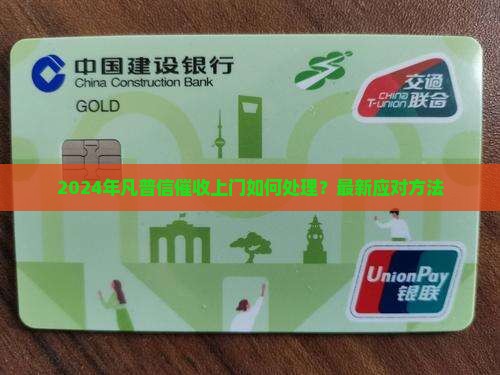 中国建设银行
China Construction Bank
GOLD
交通
CHINA
T-UNION 联合
2024年凡普信催收上门如何处理？最新应对方法
UnionPay
银联